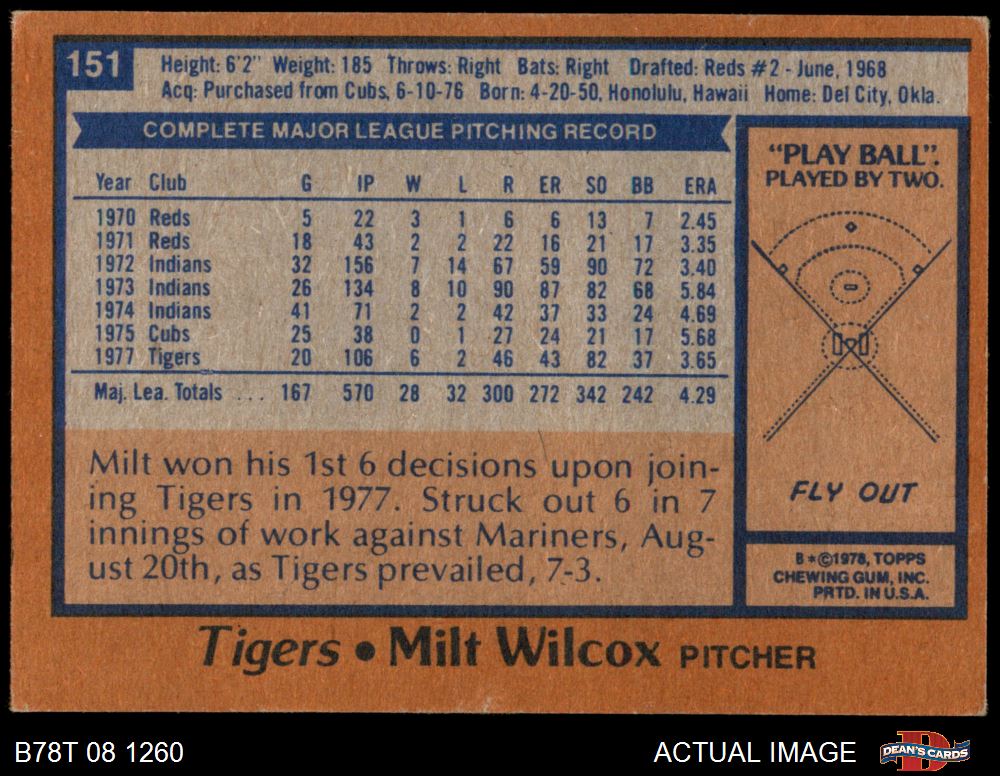 151
Height: 6'2" Weight: 185 Throws: Right Bats: Right Drafted: Reds #2 - June, 1968
Acq: Purchased from Cubs, 6-10-76 Born: 4-20-50, Honolulu, Hawaii Home: Del City, Okla.
COMPLETE MAJOR LEAGUE PITCHING RECORD
Year Club G IP W L R ER SO BB ERA
1970 Reds 5 22 3 1 6 6 13 7 2.45
1971 Reds 18 43 2 2 22 16 21 17 3.35
1972 Indians 32 156 7 14 67 59 90 72 3.40
1973 Indians 26 134 8 10 90 87 82 68 5.84
1974 Indians 41 71 2 2 42 37 33 24 4.69
1975 Cubs 25 38 0 1 27 24 21 17 5.68
1977 Tigers 20 106 6 2 46 43 82 37 3.65
Maj. Lea. Totals ... 167 570 28 32 300 272 342 242 4.29
Milt won his 1st 6 decisions upon join-
ing Tigers in 1977. Struck out 6 in 7
innings of work against Mariners, Aug-
ust 20th, as Tigers prevailed, 7-3.
"PLAY BALL".
PLAYED BY TWO.
FLY OUT
B*©1978, TOPPS
CHEWING GUM, INC.
PRTD. IN U.S.A.
Tigers • Milt Wilcox PITCHER
B78T 08 1260
ACTUAL IMAGE
DEAN'S CARDS